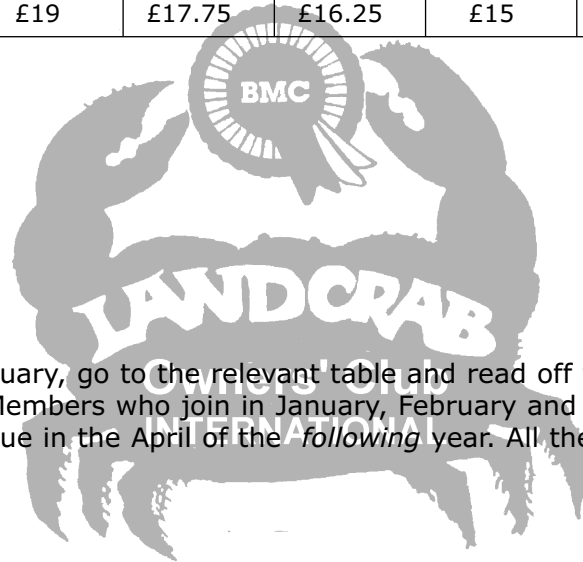 £19 £17.75 £16.25 £15
BMC
LANDCRAB
Owners' Club
INTERNATIONAL
uary, go to the relevant table and read off
Members who join in January, February and
ue in the April of the following year. All the